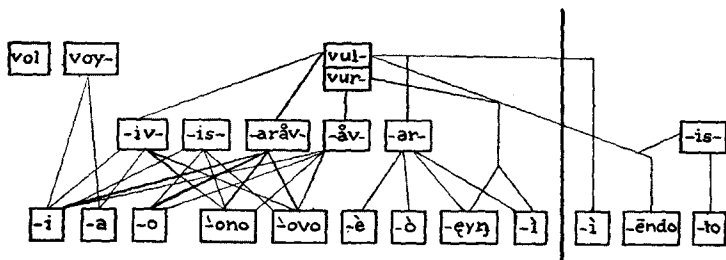 vol voy- vul-
vur-
-iv- -is- -aråv- -åv- -ar- -is-
-i -a -o ̀-ono ̀-ovo -è -ò -ęyŋ -ì -ì -ēndo -to